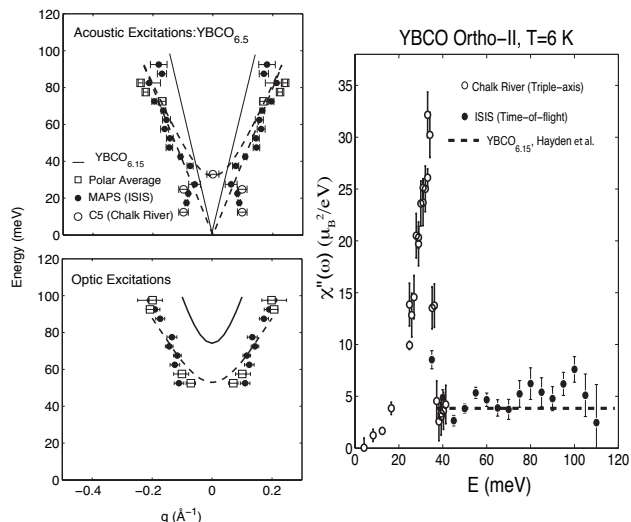 Acoustic Excitations:YBCO6.5
120
100
80
60
40
20
0
YBCO6.15
Polar Average
MAPS (ISIS)
C5 (Chalk River)
Energy (meV)
Optic Excitations
120
100
80
60
40
20
0
−0.4
−0.2
0
0.2
q (Å−1)
YBCO Ortho-II, T=6 K
35
30
25
20
15
10
5
0
Chalk River (Triple-axis)
ISIS (Time-of-flight)
YBCO6.15, Hayden et al.
χ''(ω) (μB2/eV)
0
20
40
60
80
100
120
E (meV)